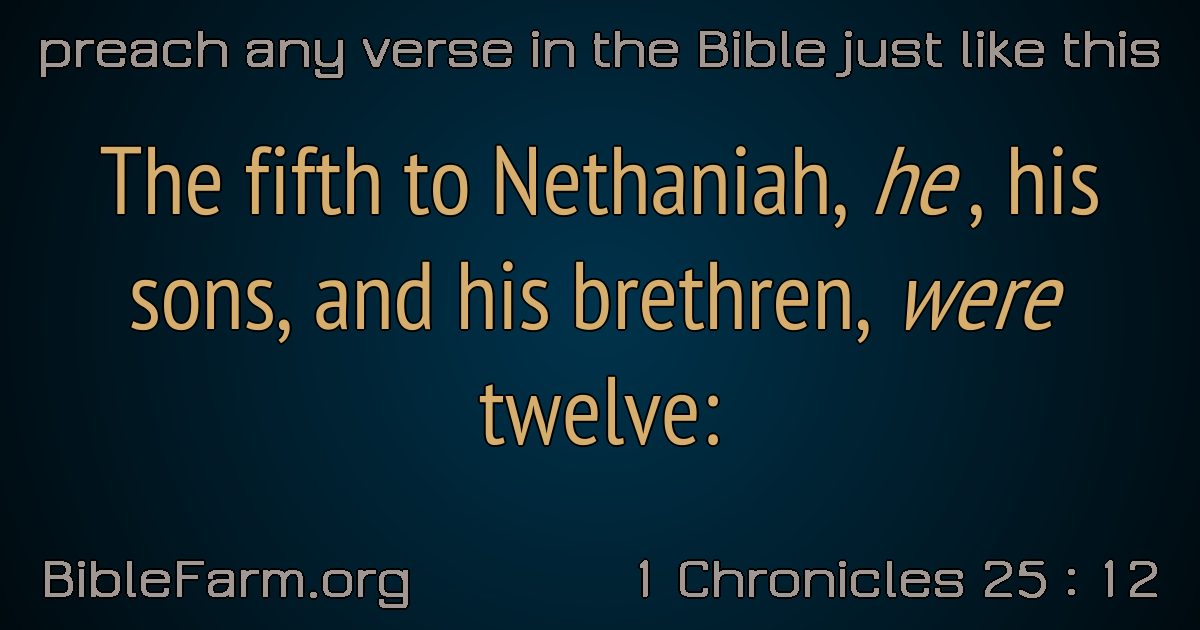 preach any verse in the Bible just like this
The fifth to Nethaniah, he , his
sons, and his brethren, were
twelve:
BibleFarm.org
1 Chronicles 25 : 12